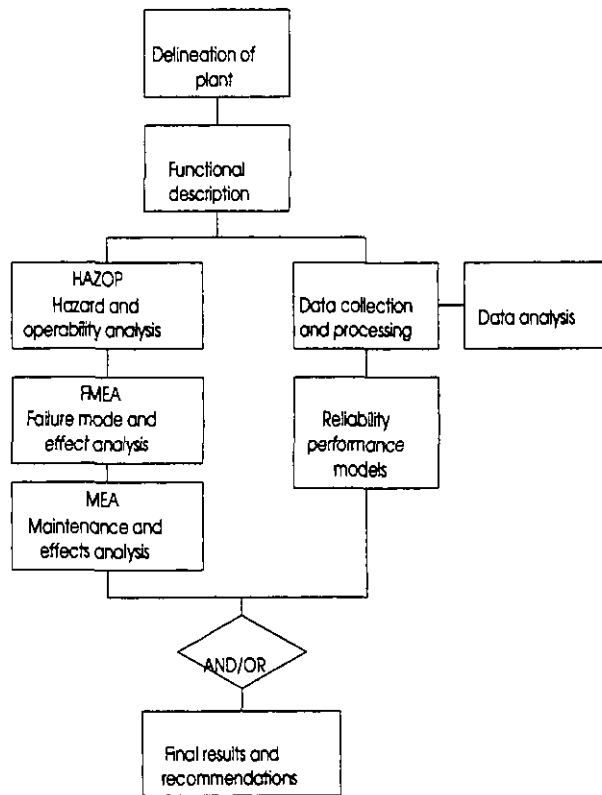 Delineation of
plant
Functional
description
HAZOP
Hazard and
operability analysis
Data collection
and processing
Data analysis
FMEA
Failure mode and
effect analysis
Reliability
performance
models
MEA
Maintenance and
effects analysis
AND/OR
Final results and
recommendations